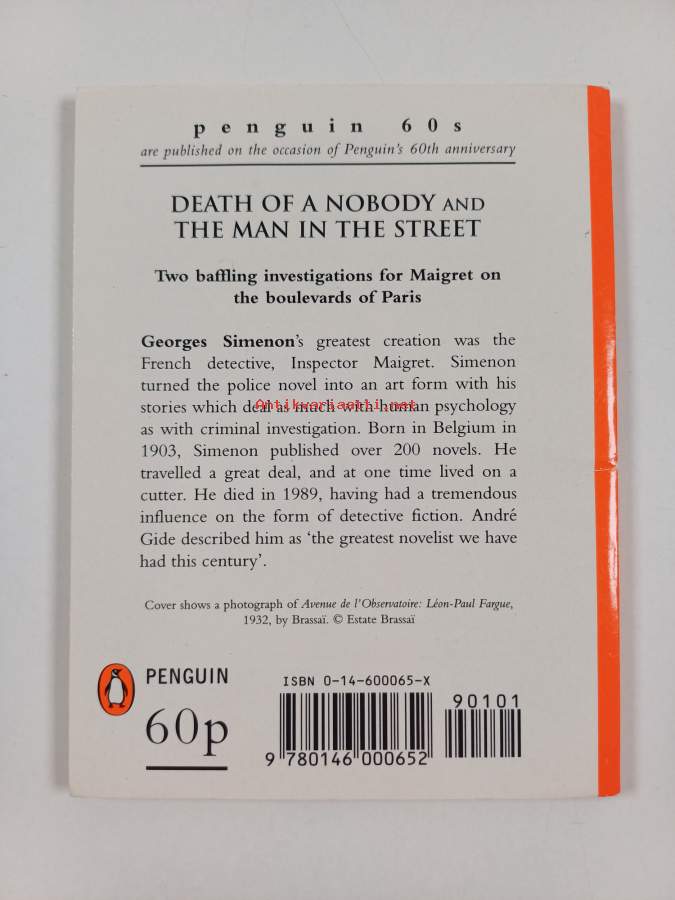 penguin 60s
are published on the occasion of Penguin's 60th anniversary
DEATH OF A NOBODY AND
THE MAN IN THE STREET
Two baffling investigations for Maigret on
the boulevards of Paris
Georges Simenon's greatest creation was the
French detective, Inspector Maigret. Simenon
turned the police novel into an art form with his
stories which deal as much with human psychology
Antikvariaatti.net
as with criminal investigation. Born in Belgium in
1903, Simenon published over 200 novels. He
travelled a great deal, and at one time lived on a
cutter. He died in 1989, having had a tremendous
influence on the form of detective fiction. André
Gide described him as 'the greatest novelist we have
had this century'.
Cover shows a photograph of Avenue de l'Observatoire: Léon-Paul Fargue,
1932, by Brassaï. © Estate Brassaï
PENGUIN
60p
ISBN 0-14-600065-X
90101
9 780146 000652